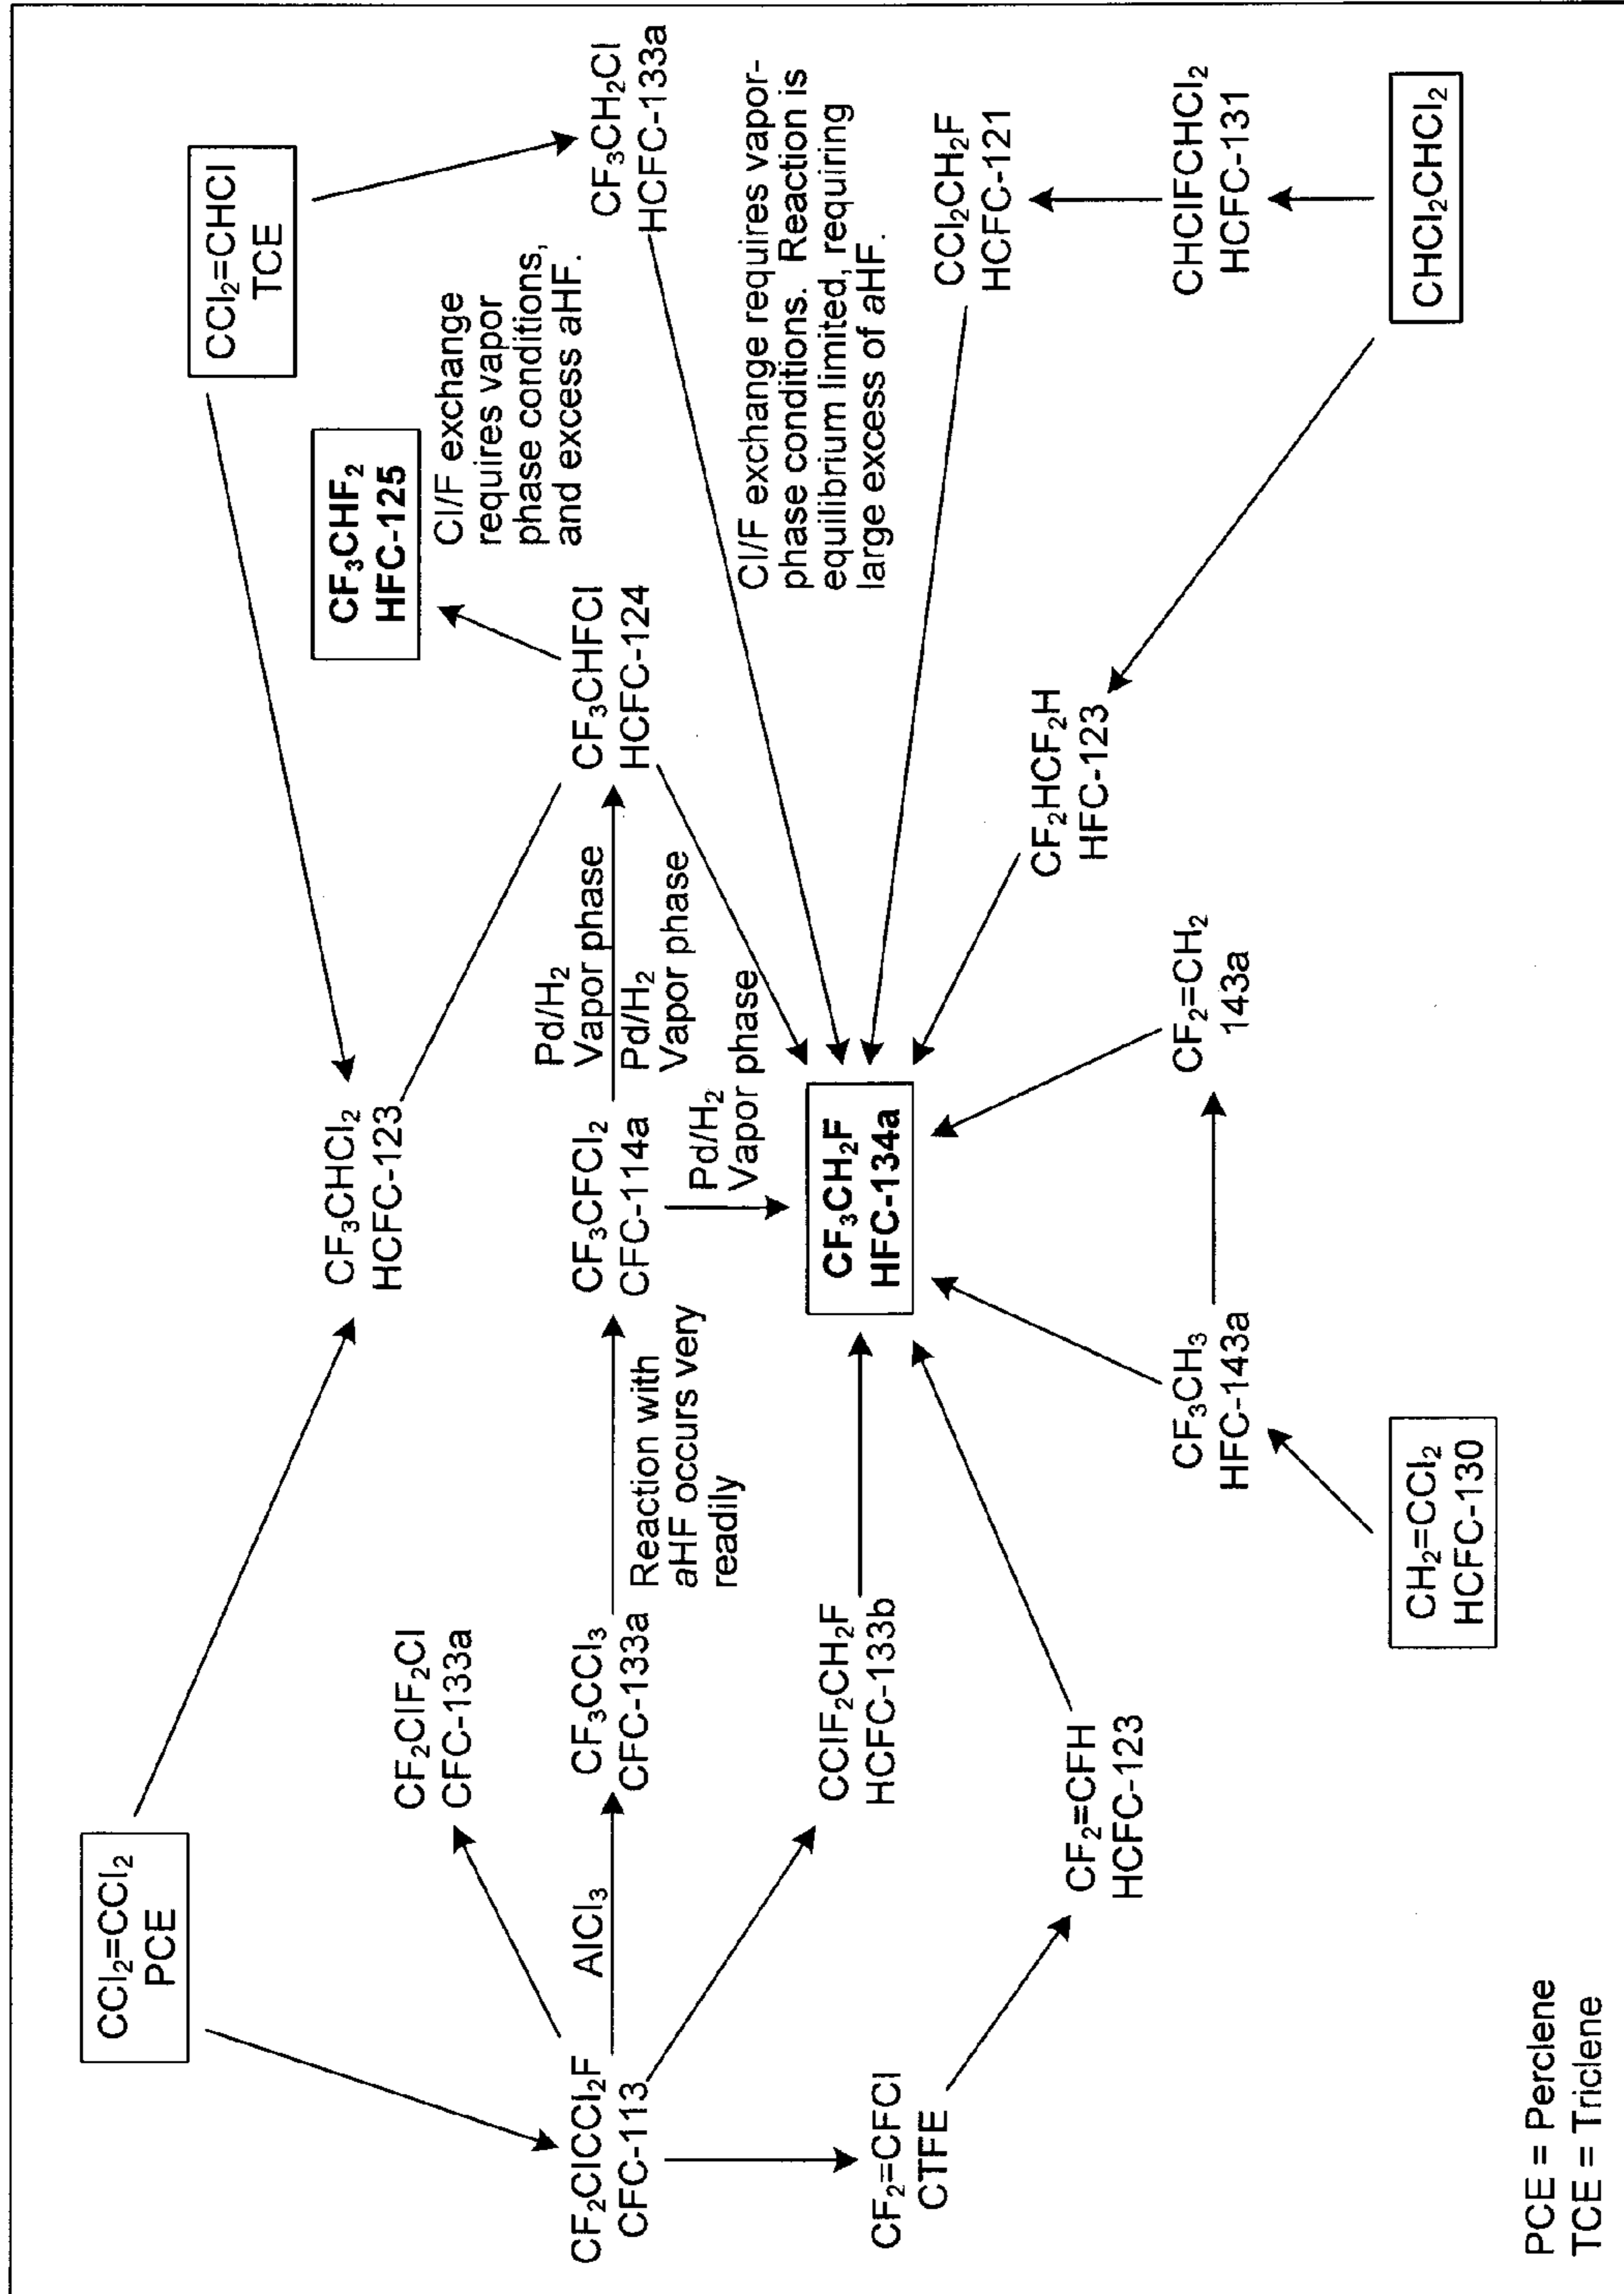 CCl₂=CCl₂
PCE
CCl₂=CHCl
TCE
CF₃CHCl₂
HCFC-123
CF₃CHF₂
HFC-125
CF₂ClF₂Cl
CFC-133a
Cl/F exchange
requires vapor
phase conditions,
and excess aHF.
CF₂ClCCl₂F
CFC-113
AlCl₃
CF₃CCl₃
CFC-133a
Reaction with
aHF occurs very
readily
CF₃CFCl₂
CFC-114a
Pd/H₂
Vapor phase
Pd/H₂
Vapor phase
CF₃CHFCl
HCFC-124
CF₃CH₂Cl
HCFC-133a
Pd/H₂
Vapor phase
Cl/F exchange requires vapor-
phase conditions. Reaction is
equilibrium limited, requiring
large excess of aHF.
CF₂=CFCl
CTFE
CClF₂CH₂F
HCFC-133b
CF₃CH₂F
HFC-134a
CCl₂CH₂F
HCFC-121
CF₂=CFH
HCFC-123
CF₂HCF₂H
HFC-123
CF₃CH₃
HFC-143a
CF₂=CH₂
143a
CHClFCHCl₂
HCFC-131
CH₂=CCl₂
HCFC-130
CHCl₂CHCl₂
PCE = Perclene
TCE = Triclene